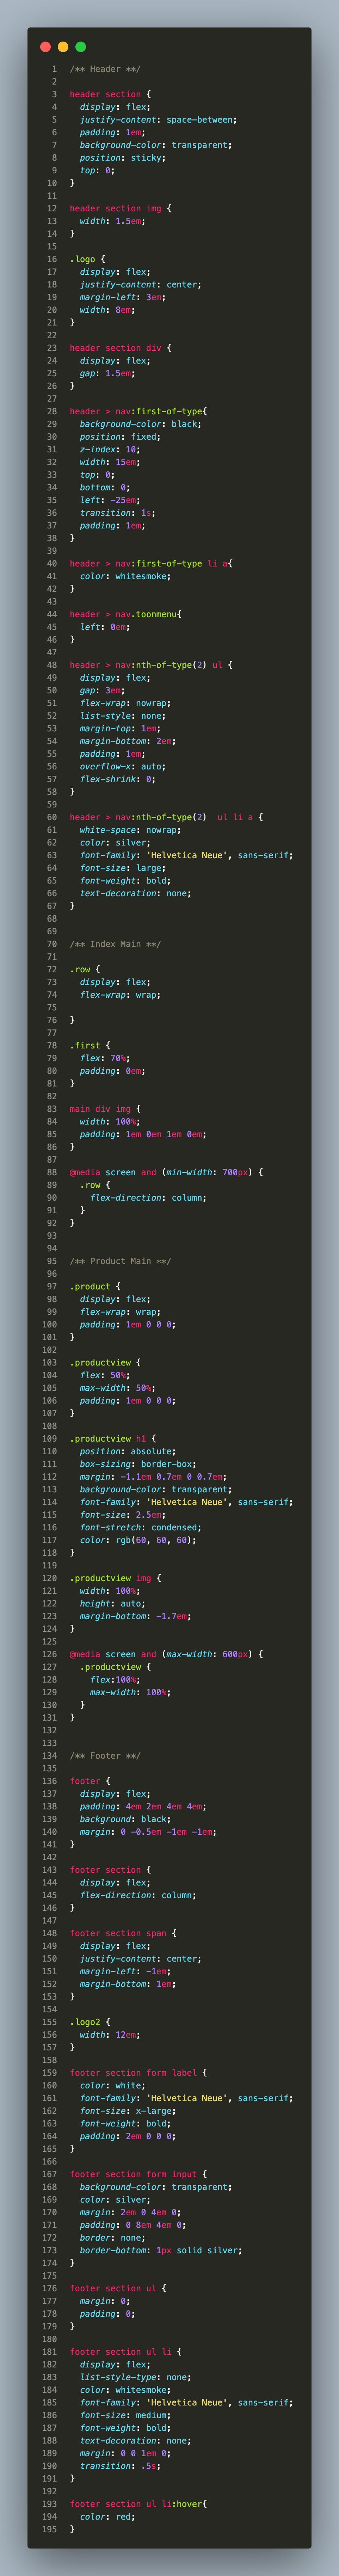 1 /** Header **/
2
3 header section {
4   display: flex;
5   justify-content: space-between;
6   padding: 1em;
7   background-color: transparent;
8   position: sticky;
9   top: 0;
10 }
11
12 header section img {
13   width: 1.5em;
14 }
15
16 .logo {
17   display: flex;
18   justify-content: center;
19   margin-left: 3em;
20   width: 8em;
21 }
22
23 header section div {
24   display: flex;
25   gap: 1.5em;
26 }
27
28 header > nav:first-of-type{
29   background-color: black;
30   position: fixed;
31   z-index: 10;
32   width: 15em;
33   top: 0;
34   bottom: 0;
35   left: -25em;
36   transition: 1s;
37   padding: 1em;
38 }
39
40 header > nav:first-of-type li a{
41   color: whitesmoke;
42 }
43
44 header > nav.toonmenu{
45   left: 0em;
46 }
47
48 header > nav:nth-of-type(2) ul {
49   display: flex;
50   gap: 3em;
51   flex-wrap: nowrap;
52   list-style: none;
53   margin-top: 1em;
54   margin-bottom: 2em;
55   padding: 1em;
56   overflow-x: auto;
57   flex-shrink: 0;
58 }
59
60 header > nav:nth-of-type(2)  ul li a {
61   white-space: nowrap;
62   color: silver;
63   font-family: 'Helvetica Neue', sans-serif;
64   font-size: large;
65   font-weight: bold;
66   text-decoration: none;
67 }
68
69
70 /** Index Main **/
71
72 .row {
73   display: flex;
74   flex-wrap: wrap;
75
76 }
77
78 .first {
79   flex: 70%;
80   padding: 0em;
81 }
82
83 main div img {
84   width: 100%;
85   padding: 1em 0em 1em 0em;
86 }
87
88 @media screen and (min-width: 700px) {
89   .row {
90     flex-direction: column;
91   }
92 }
93
94
95 /** Product Main **/
96
97 .product {
98   display: flex;
99   flex-wrap: wrap;
100   padding: 1em 0 0 0;
101 }
102
103 .productview {
104   flex: 50%;
105   max-width: 50%;
106   padding: 1em 0 0 0;
107 }
108
109 .productview h1 {
110   position: absolute;
111   box-sizing: border-box;
112   margin: -1.1em 0.7em 0 0.7em;
113   background-color: transparent;
114   font-family: 'Helvetica Neue', sans-serif;
115   font-size: 2.5em;
116   font-stretch: condensed;
117   color: rgb(60, 60, 60);
118 }
119
120 .productview img {
121   width: 100%;
122   height: auto;
123   margin-bottom: -1.7em;
124 }
125
126 @media screen and (max-width: 600px) {
127   .productview {
128     flex:100%;
129     max-width: 100%;
130   }
131 }
132
133
134 /** Footer **/
135
136 footer {
137   display: flex;
138   padding: 4em 2em 4em 4em;
139   background: black;
140   margin: 0 -0.5em -1em -1em;
141 }
142
143 footer section {
144   display: flex;
145   flex-direction: column;
146 }
147
148 footer section span {
149   display: flex;
150   justify-content: center;
151   margin-left: -1em;
152   margin-bottom: 1em;
153 }
154
155 .logo2 {
156   width: 12em;
157 }
158
159 footer section form label {
160   color: white;
161   font-family: 'Helvetica Neue', sans-serif;
162   font-size: x-large;
163   font-weight: bold;
164   padding: 2em 0 0 0;
165 }
166
167 footer section form input {
168   background-color: transparent;
169   color: silver;
170   margin: 2em 0 4em 0;
171   padding: 0 8em 4em 0;
172   border: none;
173   border-bottom: 1px solid silver;
174 }
175
176 footer section ul {
177   margin: 0;
178   padding: 0;
179 }
180
181 footer section ul li {
182   display: flex;
183   list-style-type: none;
184   color: whitesmoke;
185   font-family: 'Helvetica Neue', sans-serif;
186   font-size: medium;
187   font-weight: bold;
188   text-decoration: none;
189   margin: 0 0 1em 0;
190   transition: .5s;
191 }
192
193 footer section ul li:hover{
194   color: red;
195 }